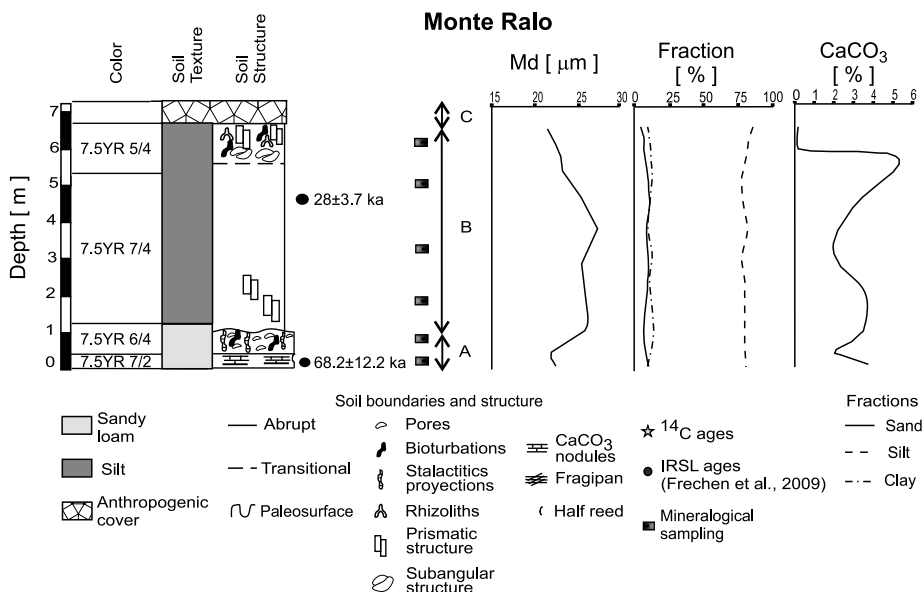 Monte Ralo
Color
Soil
Texture
Soil
Structure
Md [ μm]
Fraction
[ % ]
CaCO₃
[ % ]
15 20 25 30
0 25 50 75 100
0 1 2 3 4 5 6
Depth [ m ]
7
6
5
4
3
2
1
0
7.5YR 5/4
7.5YR 7/4
7.5YR 6/4
7.5YR 7/2
28±3.7 ka
68.2±12.2 ka
C
B
A
Sandy
loam
Silt
Anthropogenic
cover
Soil boundaries and structure
Abrupt
Transitional
Paleosurface
Pores
Bioturbations
Stalactitics
proyections
Rhizoliths
Prismatic
structure
Subangular
structure
CaCO₃
nodules
Fragipan
Half reed
¹⁴C ages
IRSL ages
(Frechen et al., 2009)
Mineralogical
sampling
Fractions
Sand
Silt
Clay